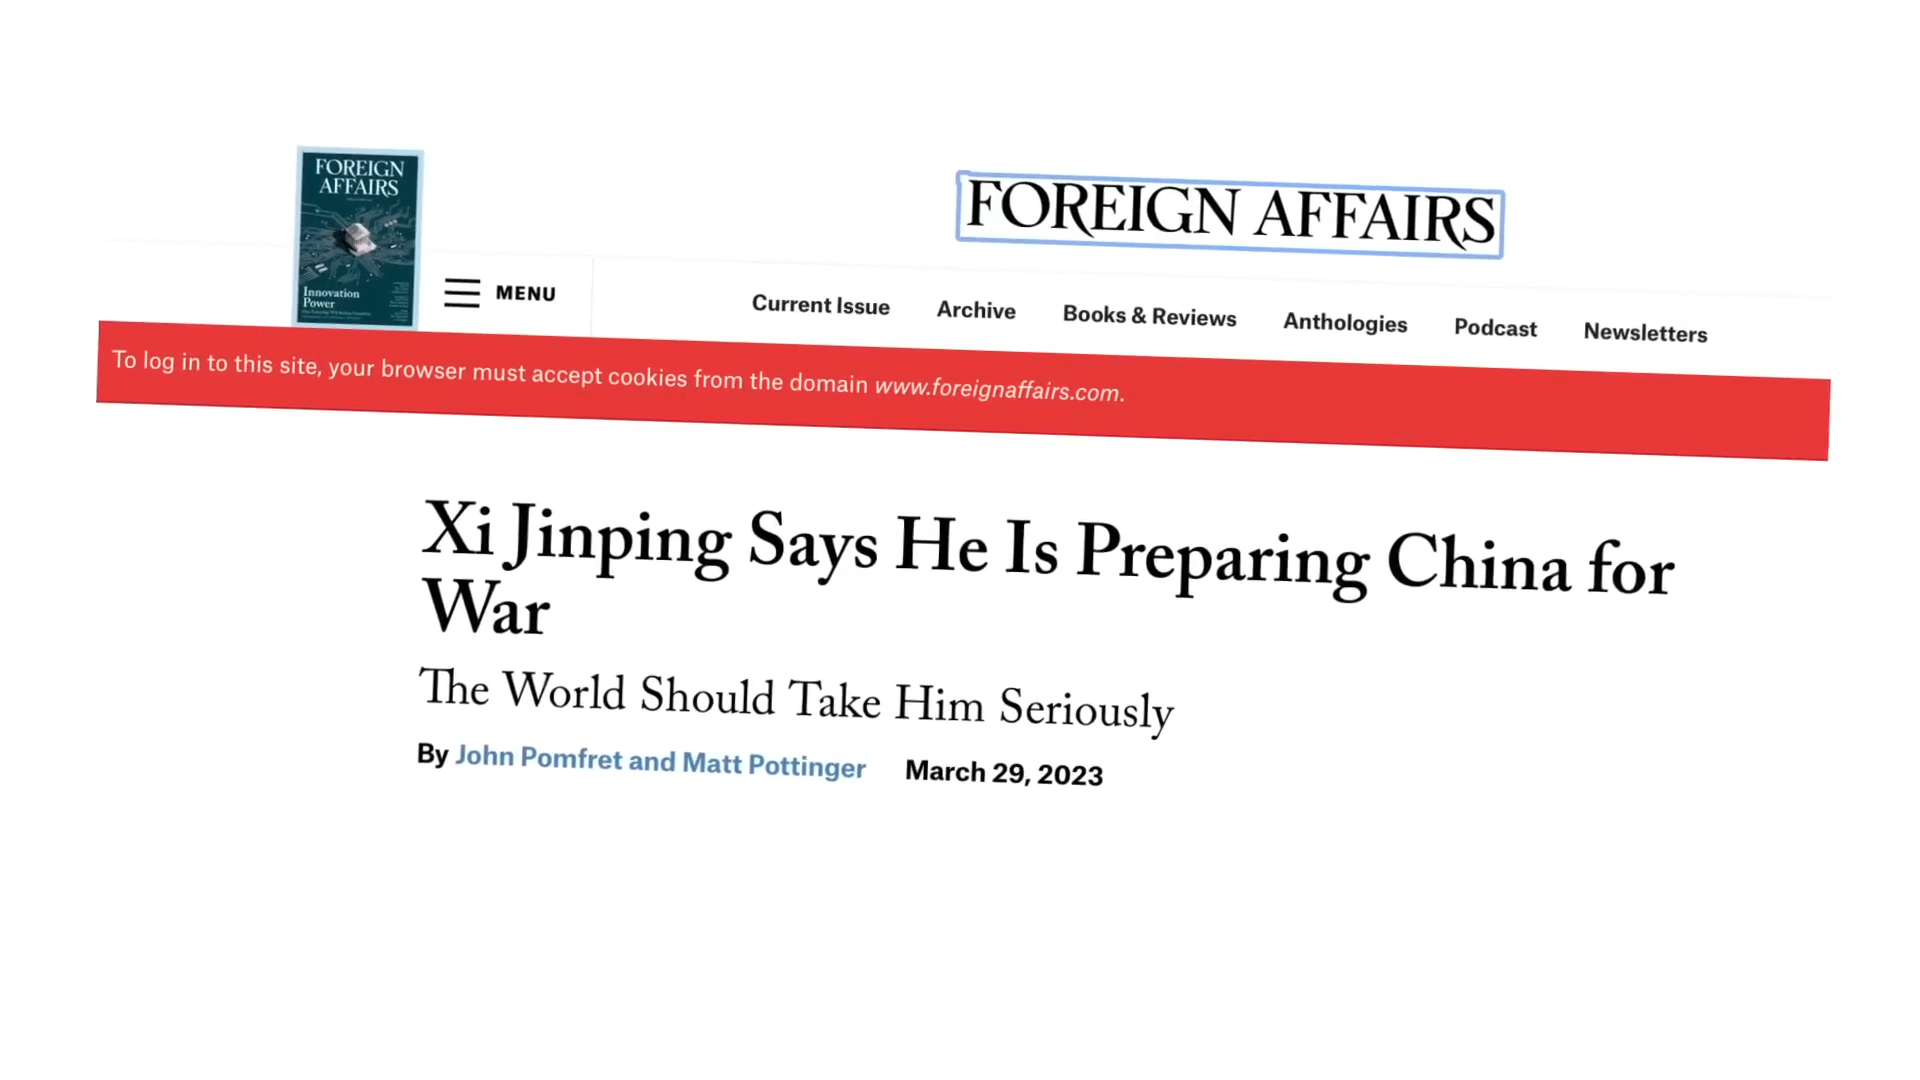 FOREIGN
AFFAIRS
Innovation
Power
FOREIGN AFFAIRS
MENU
Current Issue Archive Books & Reviews Anthologies Podcast Newsletters
To log in to this site, your browser must accept cookies from the domain www.foreignaffairs.com.
Xi Jinping Says He Is Preparing China for
War
The World Should Take Him Seriously
By John Pomfret and Matt Pottinger March 29, 2023